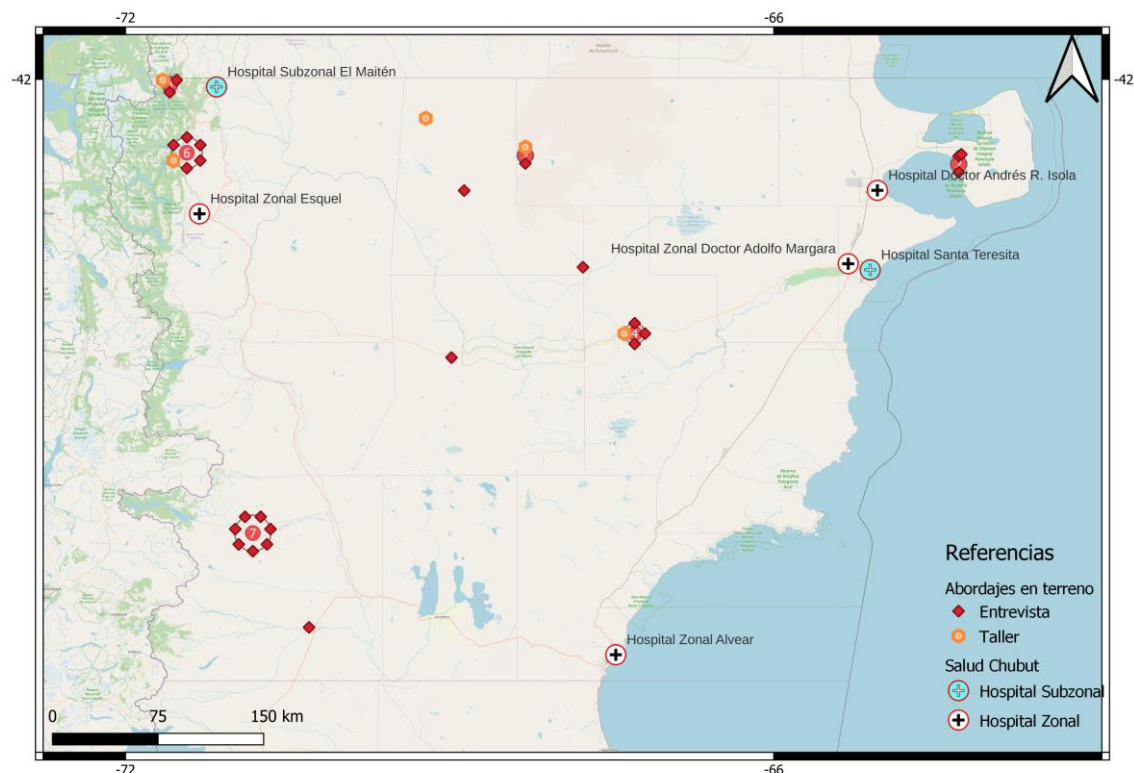 -72
-66
-42
-42
Hospital Subzonal El Maitén
6
Hospital Zonal Esquel
Hospital Doctor Andrés R. Isola
Hospital Zonal Doctor Adolfo Margara
Hospital Santa Teresita
4
7
Hospital Zonal Alvear
Referencias
Abordajes en terreno
Entrevista
Taller
Salud Chubut
Hospital Subzonal
Hospital Zonal
0 75 150 km
-72
-66